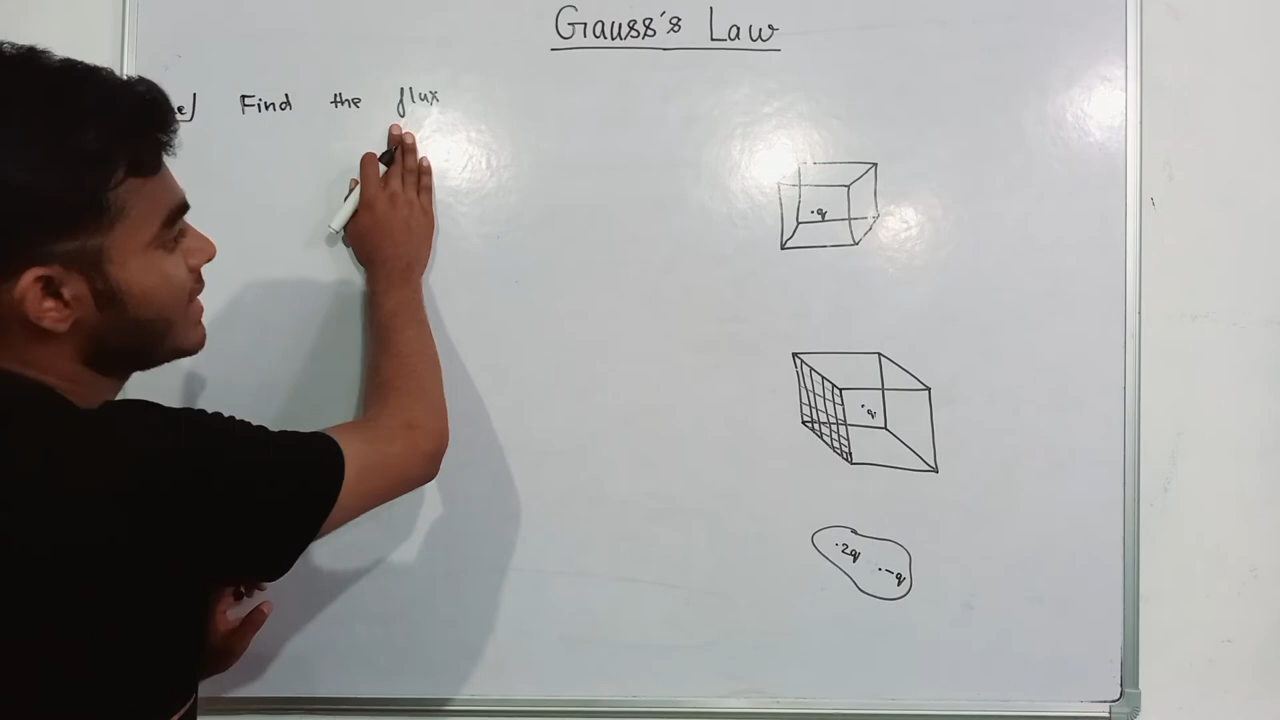 Gauss's Law
Find the flux
.q
.q
.2q
.-q